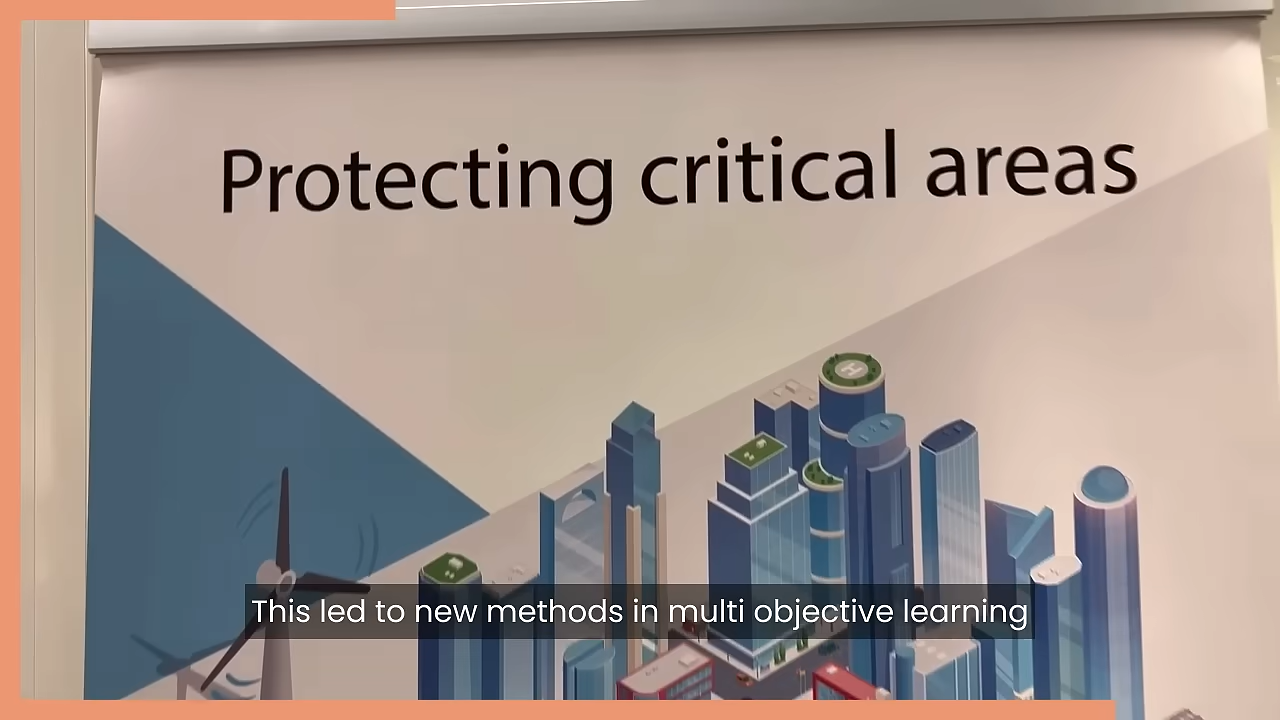 Protecting critical areas
H
This led to new methods in multi objective learning